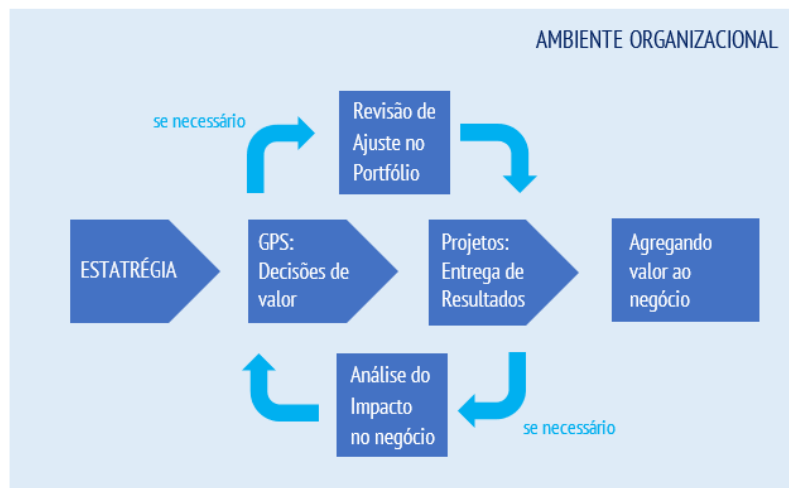 AMBIENTE ORGANIZACIONAL
se necessário
Revisão de
Ajuste no
Portfólio
ESTATRÉGIA
GPS:
Decisões de
valor
Projetos:
Entrega de
Resultados
Agregando
valor ao
negócio
Análise do
Impacto
no negócio
se necessário